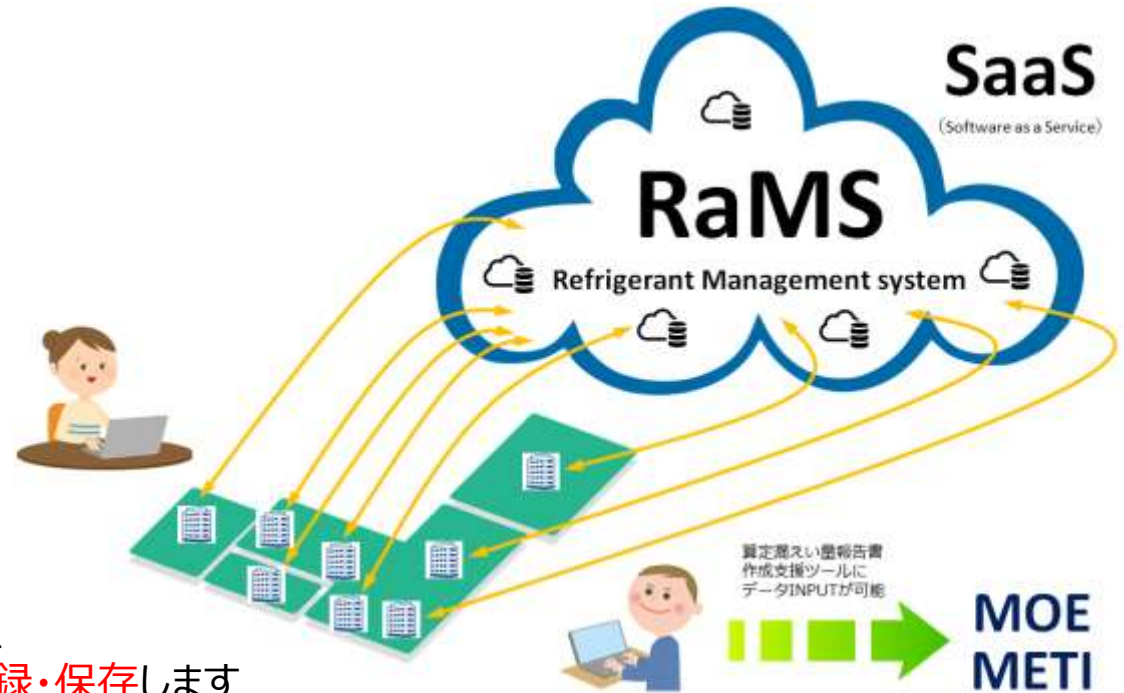 SaaS
（Software as a Service）
RaMS
Refrigerant Management system
算定漏えい量報告書
作成支援ツールに
データINPUTが可能
MOE
METI
録・保存します